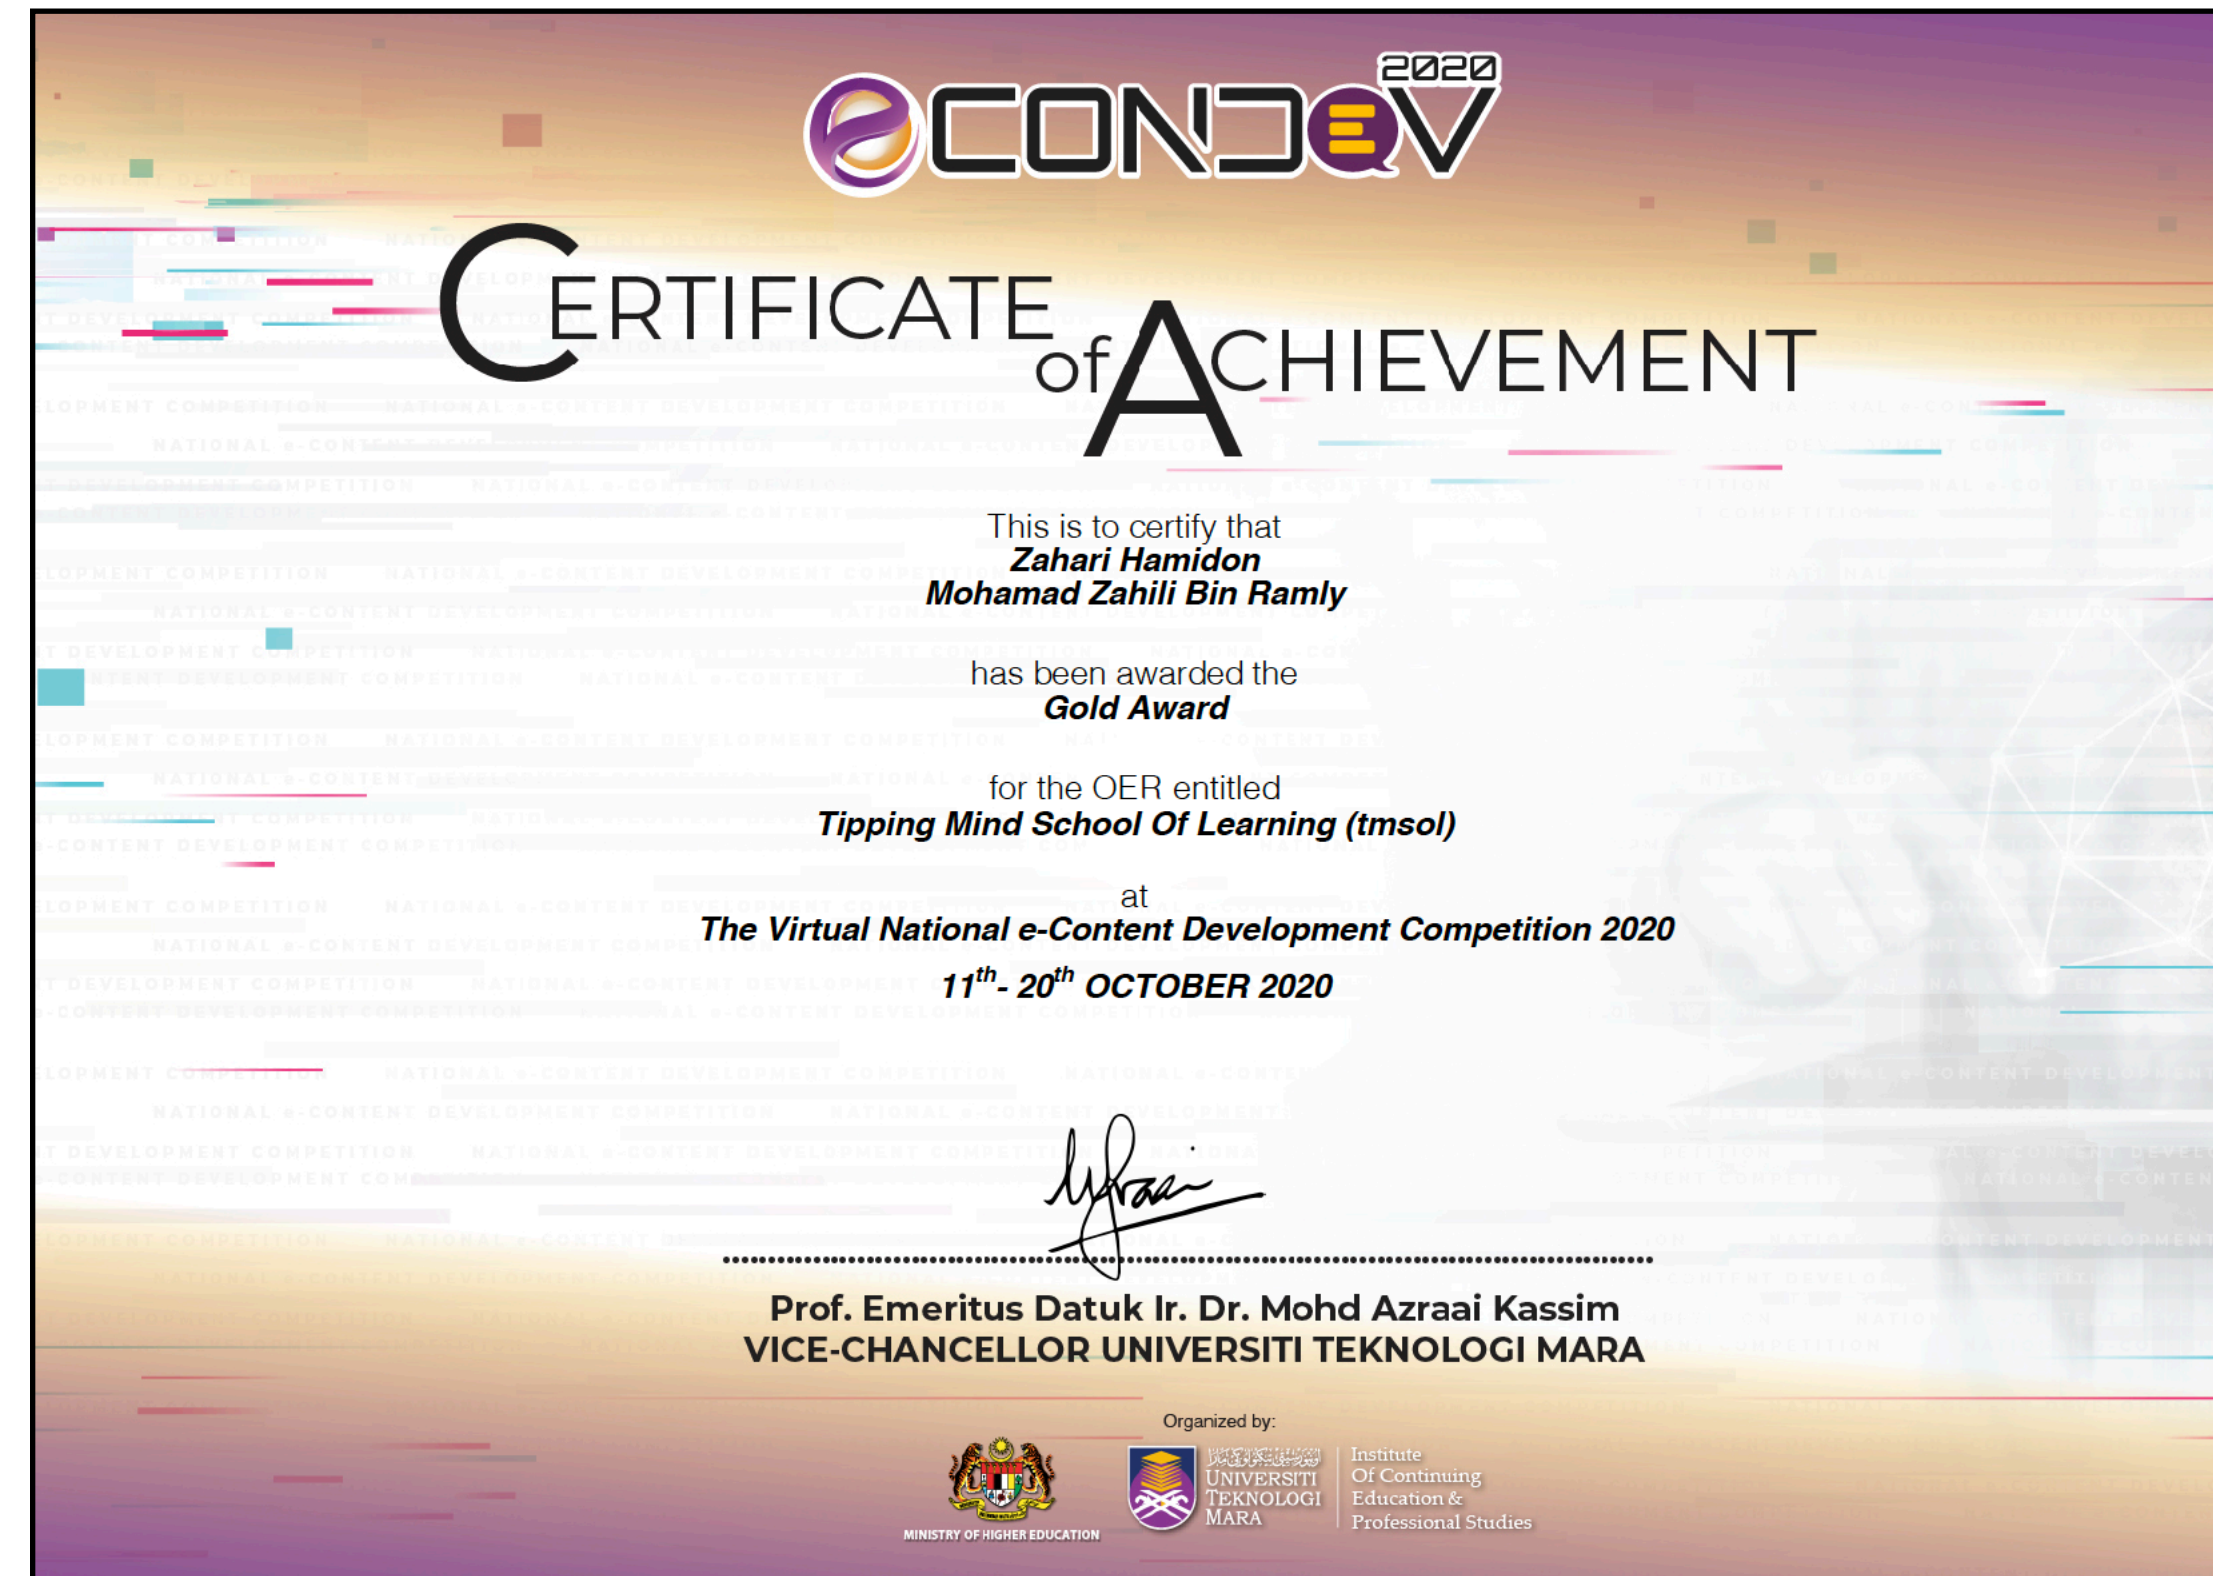 eCONDEV 2020
CERTIFICATE
of ACHIEVEMENT
This is to certify that
Zahari Hamidon
Mohamad Zahili Bin Ramly
has been awarded the
Gold Award
for the OER entitled
Tipping Mind School Of Learning (tmsol)
at
The Virtual National e-Content Development Competition 2020
11th- 20th OCTOBER 2020
Prof. Emeritus Datuk Ir. Dr. Mohd Azraai Kassim
VICE-CHANCELLOR UNIVERSITI TEKNOLOGI MARA
Organized by:
MINISTRY OF HIGHER EDUCATION
UNIVERSITI
TEKNOLOGI
MARA
Institute
Of Continuing
Education &
Professional Studies